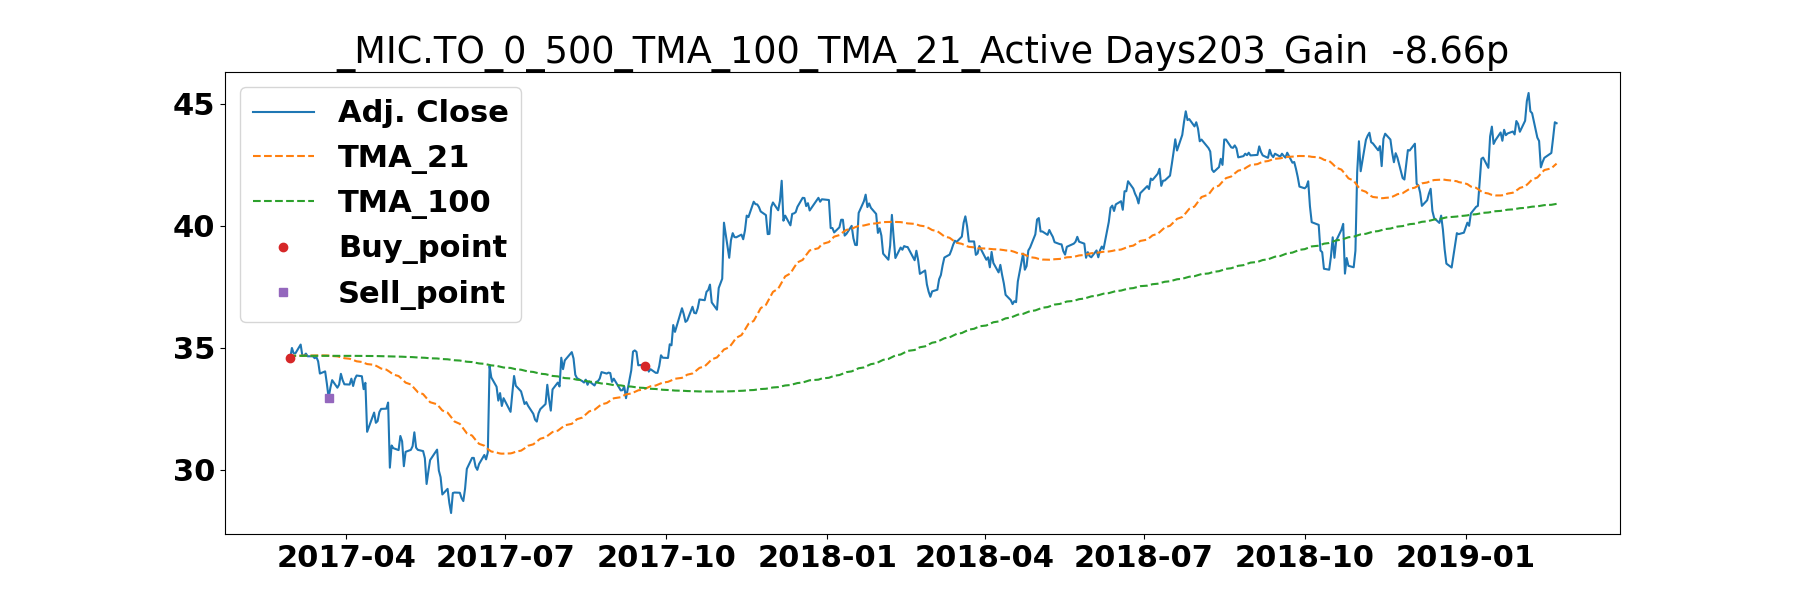 _MIC.TO_0_500_TMA_100_TMA_21_Active Days203_Gain  -8.66p
Adj. Close
TMA_21
TMA_100
Buy_point
Sell_point
45
40
35
30
2017-04 2017-07 2017-10 2018-01 2018-04 2018-07 2018-10 2019-01